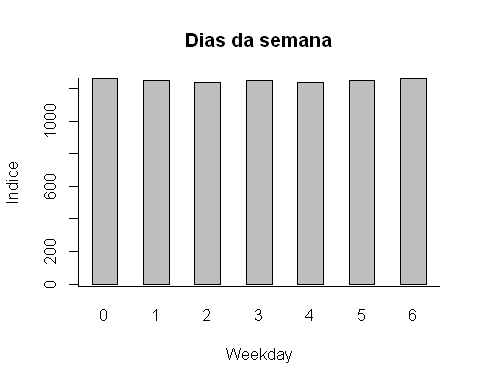 Dias da semana
Indice
1000
600
200
0
0 1 2 3 4 5 6
Weekday